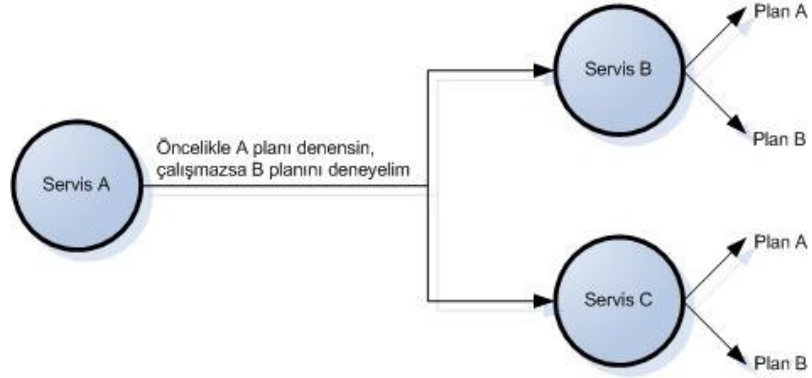 Plan A
Servis B
Plan B
Öncelikle A planı denensin,
çalışmazsa B planını deneyelim
Servis A
Plan A
Servis C
Plan B